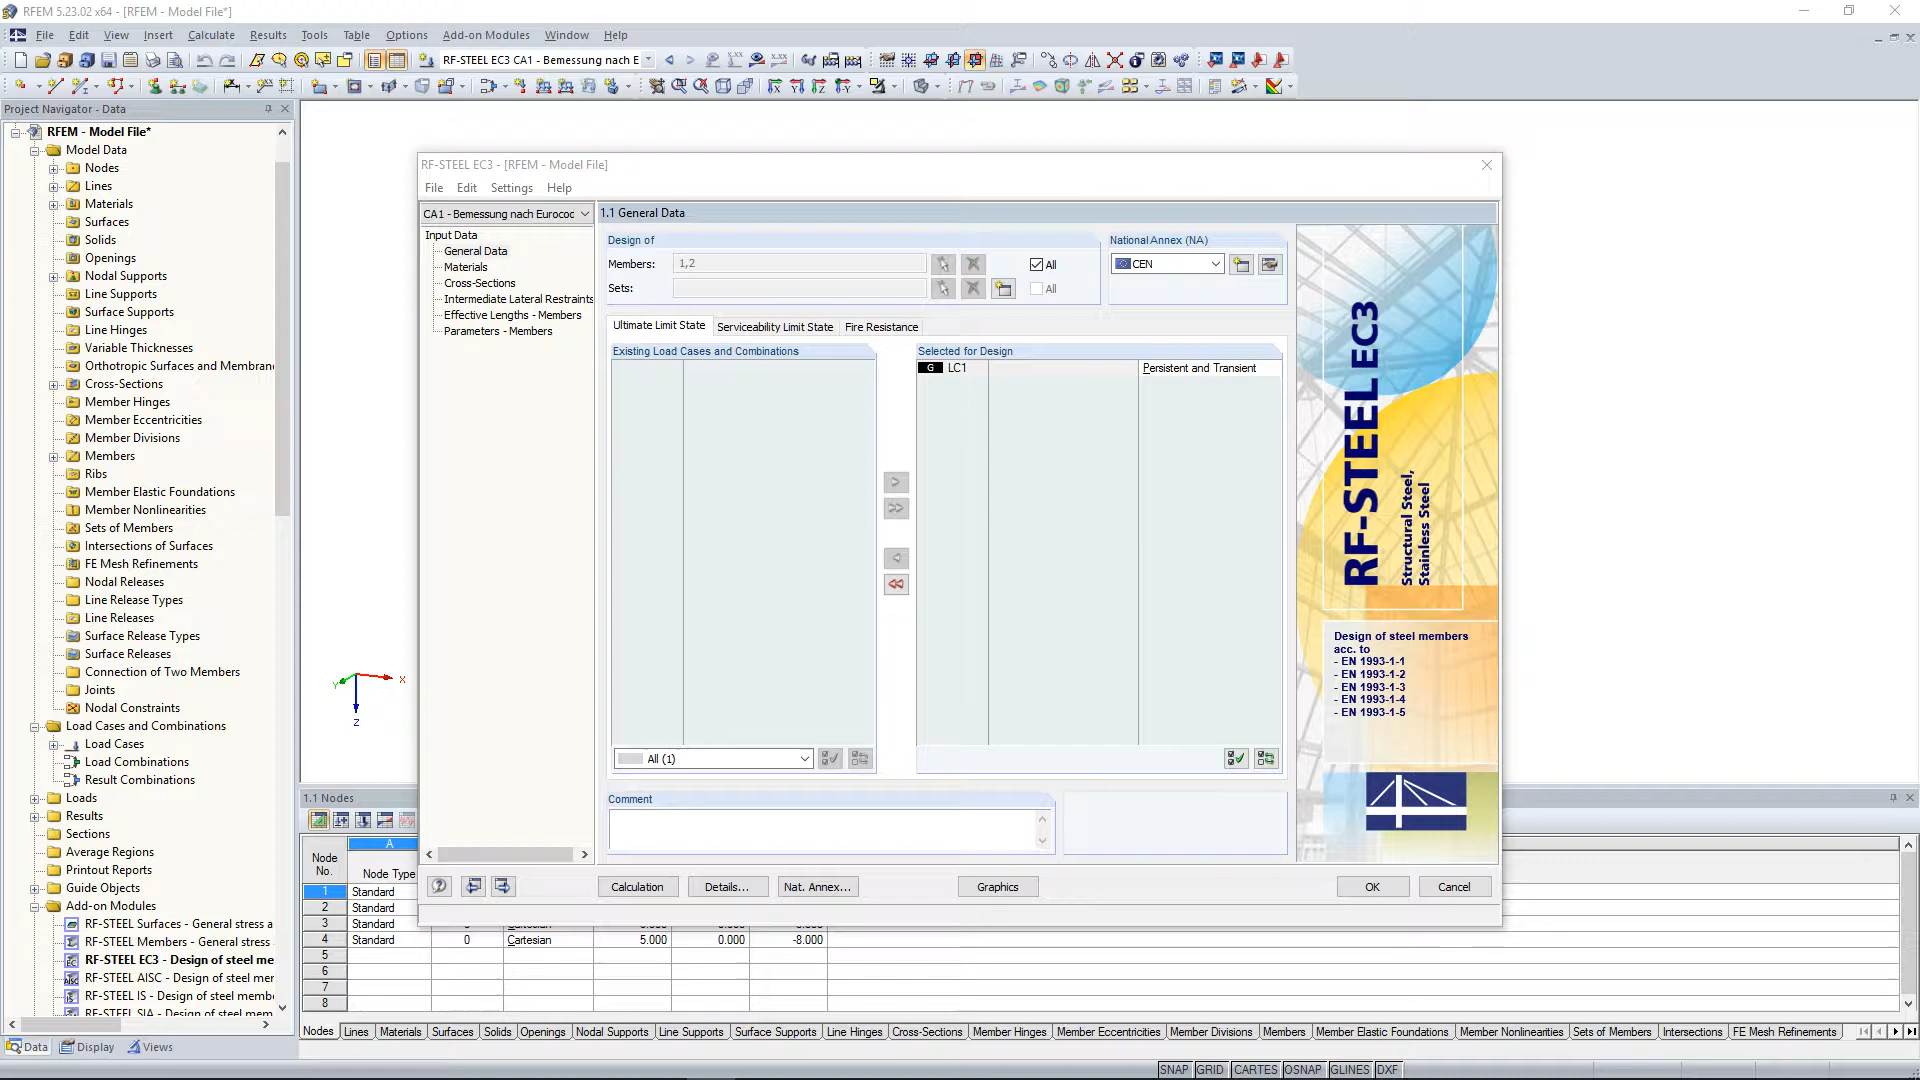 RFEM 5.23.02 x64 - [RFEM - Model File*]
File Edit View Insert Calculate Results Tools Table Options Add-on Modules Window Help
RF-STEEL EC3 CA1 - Bemessung nach E
Project Navigator - Data
RFEM - Model File*
Model Data
Nodes
Lines
Materials
Surfaces
Solids
Openings
Nodal Supports
Line Supports
Surface Supports
Line Hinges
Variable Thicknesses
Orthotropic Surfaces and Membran
Cross-Sections
Member Hinges
Member Eccentricities
Member Divisions
Members
Ribs
Member Elastic Foundations
Member Nonlinearities
Sets of Members
Intersections of Surfaces
FE Mesh Refinements
Nodal Releases
Line Release Types
Line Releases
Surface Release Types
Surface Releases
Connection of Two Members
Joints
Nodal Constraints
Load Cases and Combinations
Load Cases
Load Combinations
Result Combinations
Loads
Results
Sections
Average Regions
Printout Reports
Guide Objects
Add-on Modules
RF-STEEL Surfaces - General stress a
RF-STEEL Members - General stress
RF-STEEL EC3 - Design of steel me
RF-STEEL AISC - Design of steel mer
RF-STEEL IS - Design of steel membe
RF-STEEL SIA - Design of steel mem
Data Display Views
X
Y
Z
RF-STEEL EC3 - [RFEM - Model File]
File Edit Settings Help
CA1 - Bemessung nach Eurococ
Input Data
General Data
Materials
Cross-Sections
Intermediate Lateral Restraints
Effective Lengths - Members
Parameters - Members
1.1 General Data
Design of
Members: 1,2 All
Sets: All
National Annex (NA)
CEN
Ultimate Limit State Serviceability Limit State Fire Resistance
Existing Load Cases and Combinations
Selected for Design
G LC1 Persistent and Transient
All (1)
Comment
RF-STEEL EC3
Structural Steel,
Stainless Steel
Design of steel members
acc. to
- EN 1993-1-1
- EN 1993-1-2
- EN 1993-1-3
- EN 1993-1-4
- EN 1993-1-5
Calculation Details... Nat. Annex... Graphics OK Cancel
1.1 Nodes
A
Node
No.
Node Type
1 Standard
2 Standard
3 Standard
4 Standard 0 Cartesian 5.000 0.000 -8.000
5
6
7
8
Nodes Lines Materials Surfaces Solids Openings Nodal Supports Line Supports Surface Supports Line Hinges Cross-Sections Member Hinges Member Eccentricities Member Divisions Members Member Elastic Foundations Member Nonlinearities Sets of Members Intersections FE Mesh Refinements
SNAP GRID CARTES OSNAP GLINES DXF